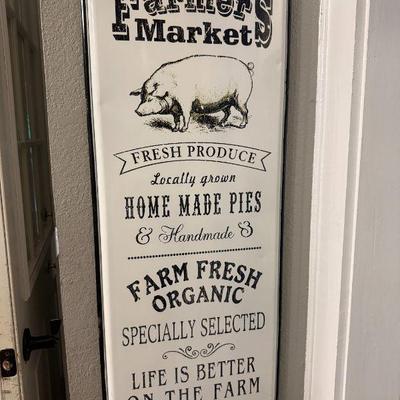 Farmers
Market
FRESH PRODUCE
Locally grown
HOME MADE PIES
& Handmade &
FARM FRESH
ORGANIC
SPECIALLY SELECTED
LIFE IS BETTER
ON THE FARM